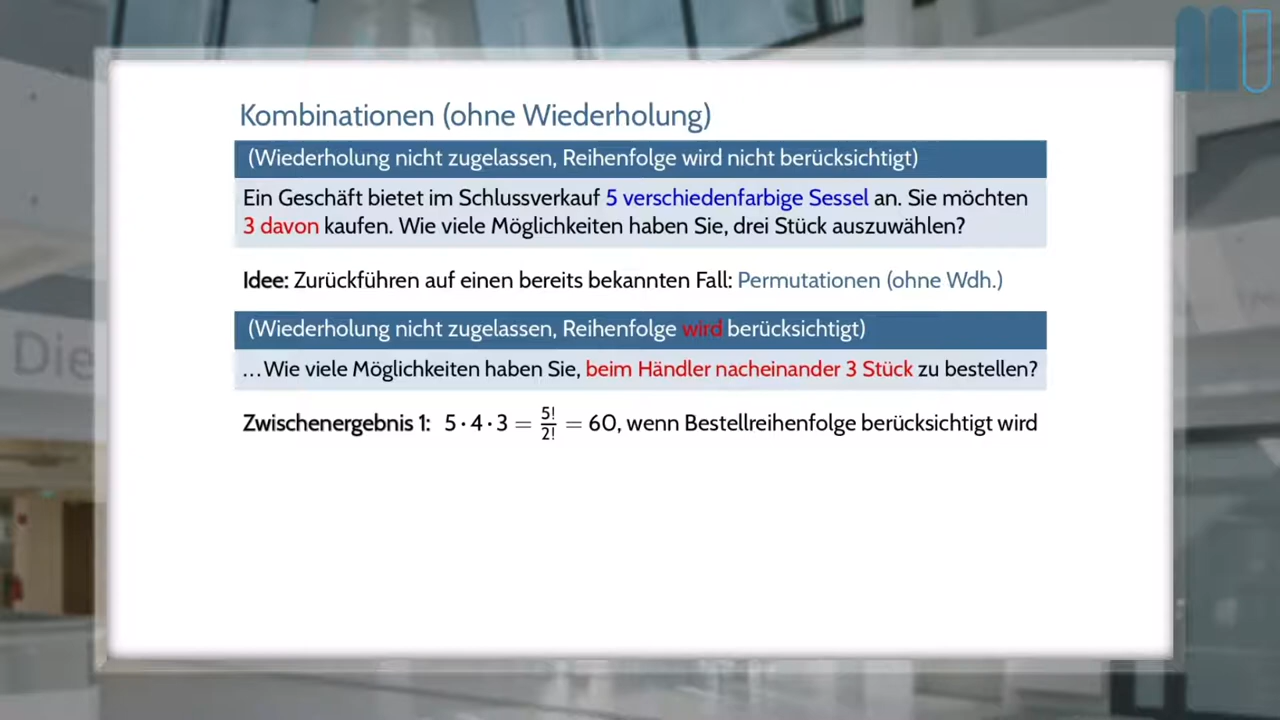 Kombinationen (ohne Wiederholung)
(Wiederholung nicht zugelassen, Reihenfolge wird nicht berücksichtigt)
Ein Geschäft bietet im Schlussverkauf 5 verschiedenfarbige Sessel an. Sie möchten
3 davon kaufen. Wie viele Möglichkeiten haben Sie, drei Stück auszuwählen?
Idee: Zurückführen auf einen bereits bekannten Fall: Permutationen (ohne Wdh.)
(Wiederholung nicht zugelassen, Reihenfolge wird berücksichtigt)
Die
...Wie viele Möglichkeiten haben Sie, beim Händler nacheinander 3 Stück zu bestellen?
Zwischenergebnis 1: 5 · 4 · 3 = 5!/2! = 60, wenn Bestellreihenfolge berücksichtigt wird